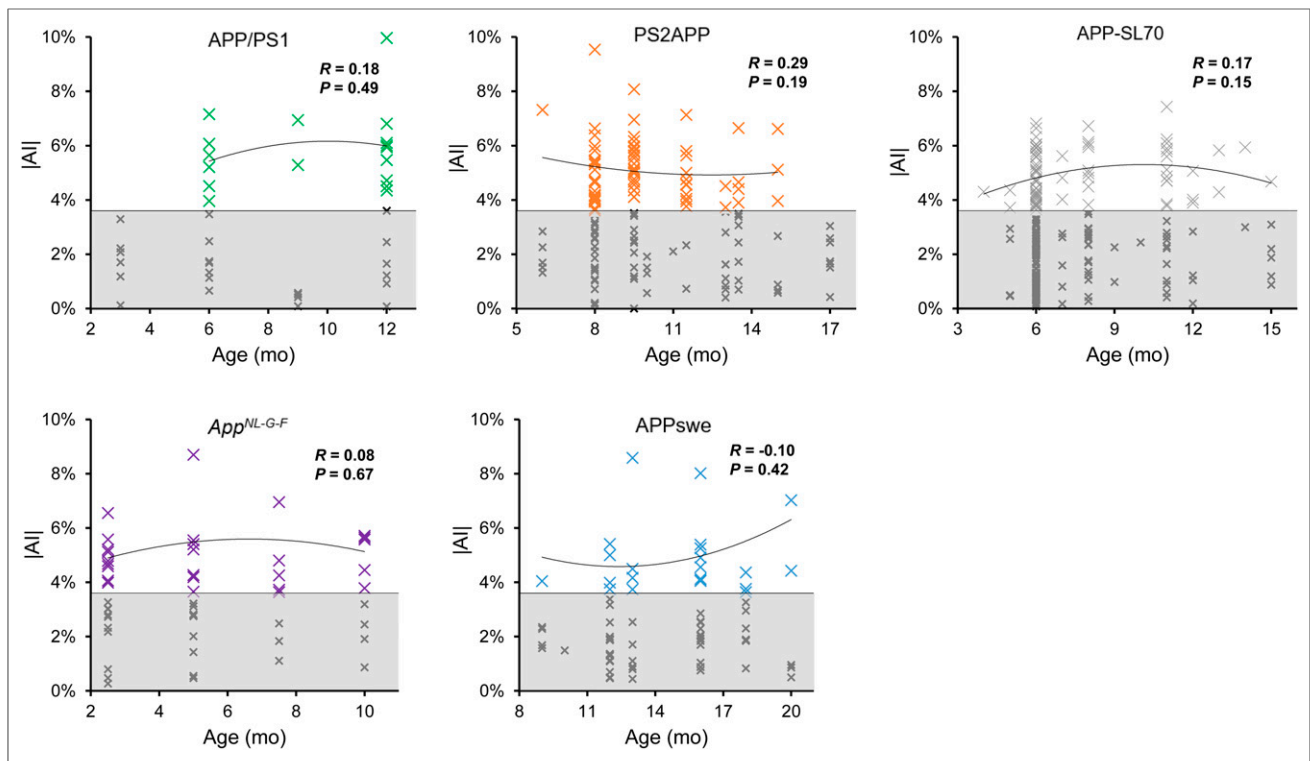 APP/PS1
R = 0.18
P = 0.49
10%
8%
6%
4%
2%
0%
|AI|
2 4 6 8 10 12
Age (mo)
PS2APP
R = 0.29
P = 0.19
10%
8%
6%
4%
2%
0%
|AI|
5 8 11 14 17
Age (mo)
APP-SL70
R = 0.17
P = 0.15
10%
8%
6%
4%
2%
0%
|AI|
3 6 9 12 15
Age (mo)
App^NL-G-F
R = 0.08
P = 0.67
10%
8%
6%
4%
2%
0%
|AI|
2 4 6 8 10
Age (mo)
APPswe
R = -0.10
P = 0.42
10%
8%
6%
4%
2%
0%
|AI|
8 11 14 17 20
Age (mo)